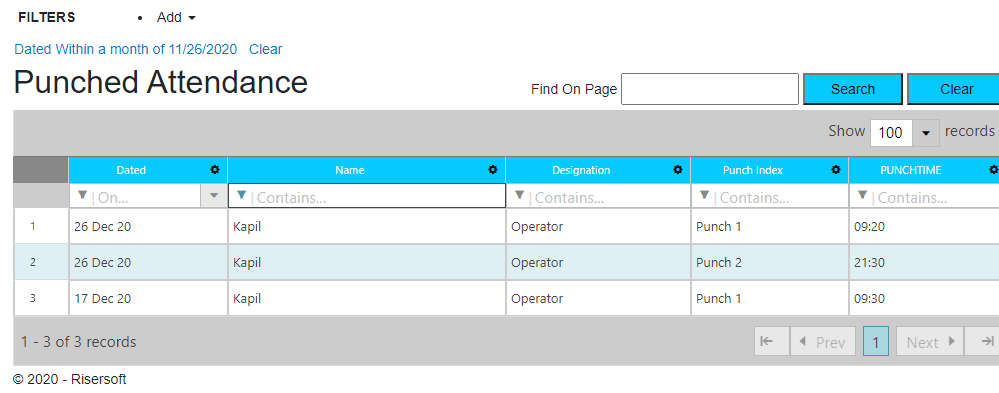 FILTERS • Add
Dated Within a month of 11/26/2020 Clear
Punched Attendance
Find On Page Search Clear
Show 100 records
Dated Name Designation Punch Index PUNCHTIME
On... Contains... Contains... Contains... Contains...
1 26 Dec 20 Kapil Operator Punch 1 09:20
2 26 Dec 20 Kapil Operator Punch 2 21:30
3 17 Dec 20 Kapil Operator Punch 1 09:30
1 - 3 of 3 records Prev 1 Next
© 2020 - Risersoft